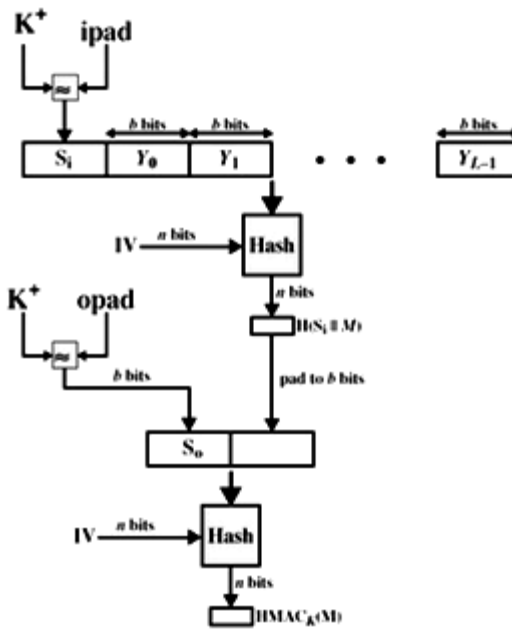 K+ ipad
≈
b bits b bits b bits
Si Y0 Y1 • • • YL–1
IV n bits Hash
n bits
K+ opad
H(Si || M)
≈
b bits pad to b bits
So
IV n bits Hash
n bits
HMACK(M)